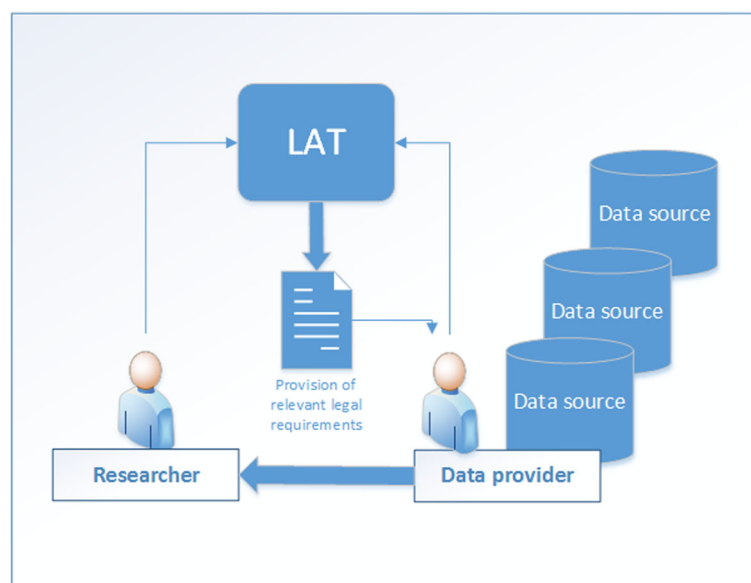 LAT
Data source
Data source
Data source
Provision of
relevant legal
requirements
Researcher
Data provider